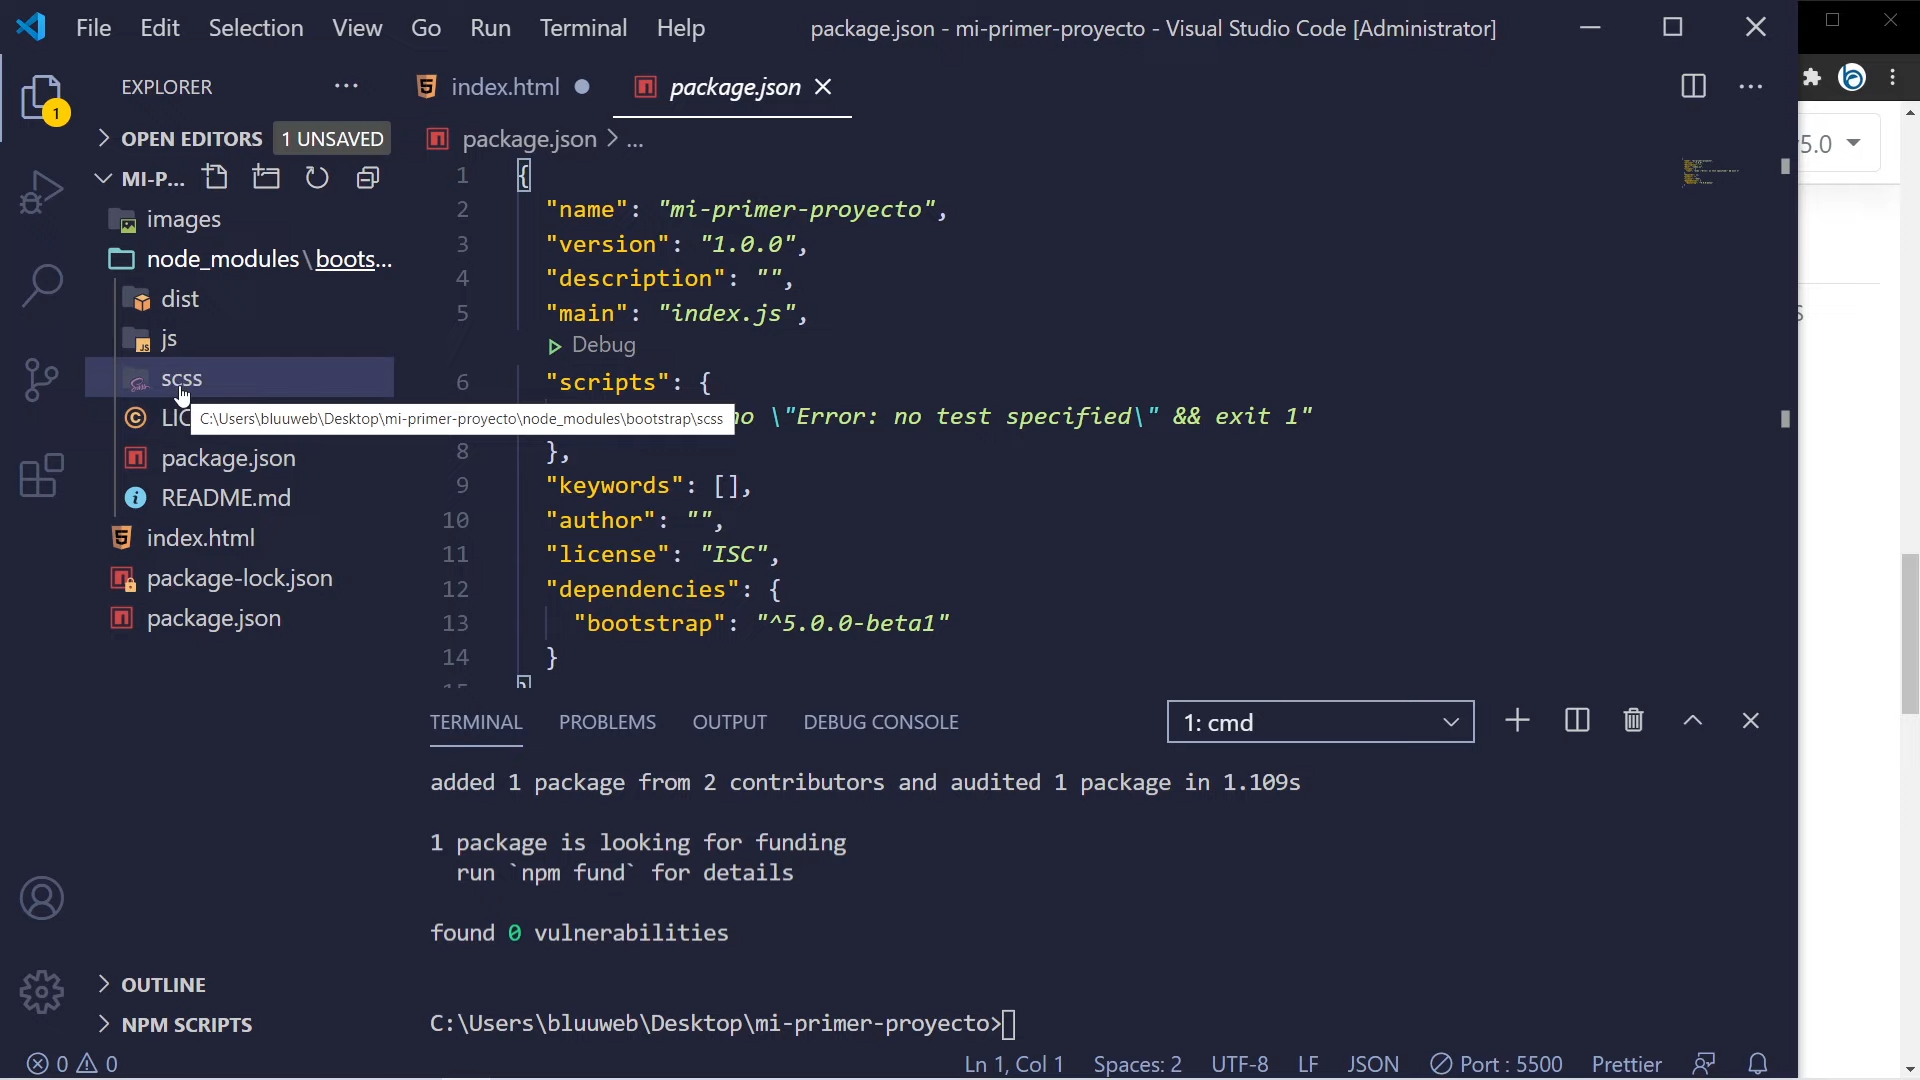 File Edit Selection View Go Run Terminal Help
package.json - mi-primer-proyecto - Visual Studio Code [Administrator]
EXPLORER
1
OPEN EDITORS 1 UNSAVED
MI-P...
images
node_modules \ boots...
dist
js
scss
LIC
C:\Users\bluuweb\Desktop\mi-primer-proyecto\node_modules\bootstrap\scss
package.json
README.md
index.html
package-lock.json
package.json
OUTLINE
NPM SCRIPTS
index.html
package.json
package.json > ...
1 {
2 "name": "mi-primer-proyecto",
3 "version": "1.0.0",
4 "description": "",
5 "main": "index.js",
Debug
6 "scripts": {
no \"Error: no test specified\" && exit 1"
8 },
9 "keywords": [],
10 "author": "",
11 "license": "ISC",
12 "dependencies": {
13 "bootstrap": "^5.0.0-beta1"
14 }
}
TERMINAL PROBLEMS OUTPUT DEBUG CONSOLE
1: cmd
added 1 package from 2 contributors and audited 1 package in 1.109s
1 package is looking for funding
run `npm fund` for details
found 0 vulnerabilities
C:\Users\bluuweb\Desktop\mi-primer-proyecto>
0 0
Ln 1, Col 1 Spaces: 2 UTF-8 LF JSON Port : 5500 Prettier
5.0